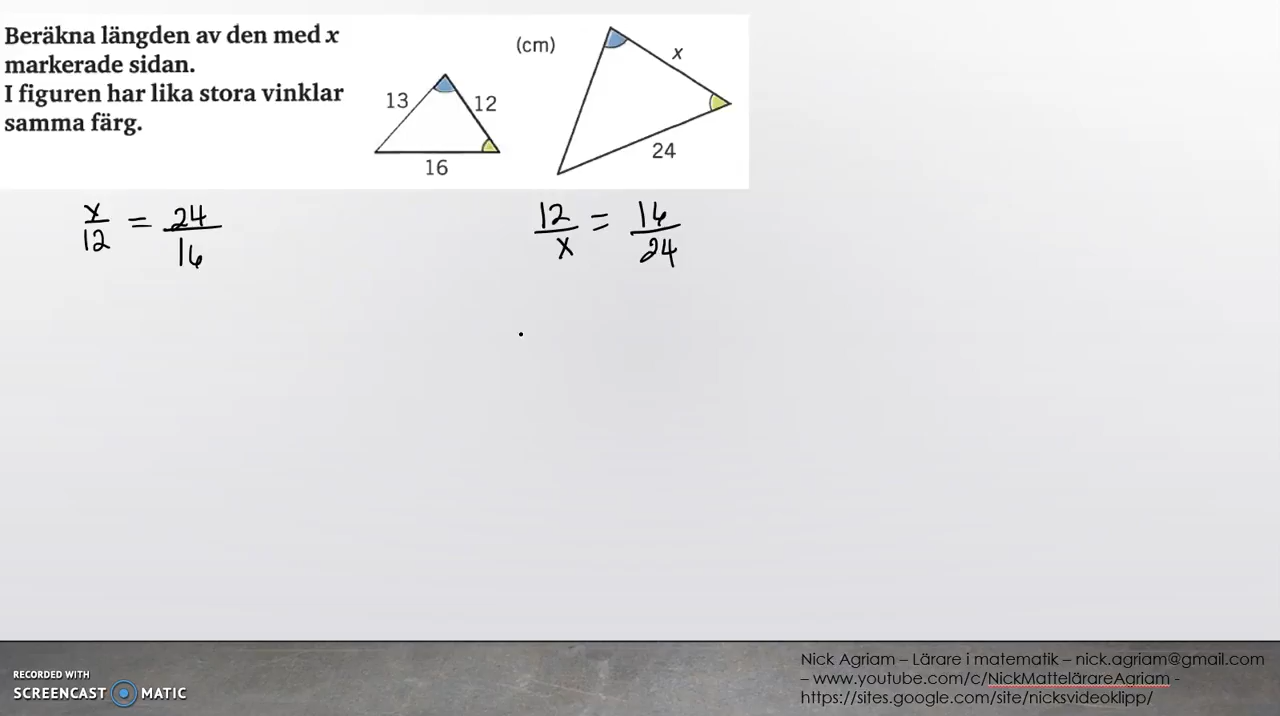 Beräkna längden av den med x
markerade sidan.
I figuren har lika stora vinklar
samma färg.
(cm)
13
12
16
x
24
x/12 = 24/16
12/x = 16/24
RECORDED WITH
SCREENCAST MATIC
Nick Agriam – Lärare i matematik – nick.agriam@gmail.com
– www.youtube.com/c/NickMattelärareAgriam -
https://sites.google.com/site/nicksvideoklipp/